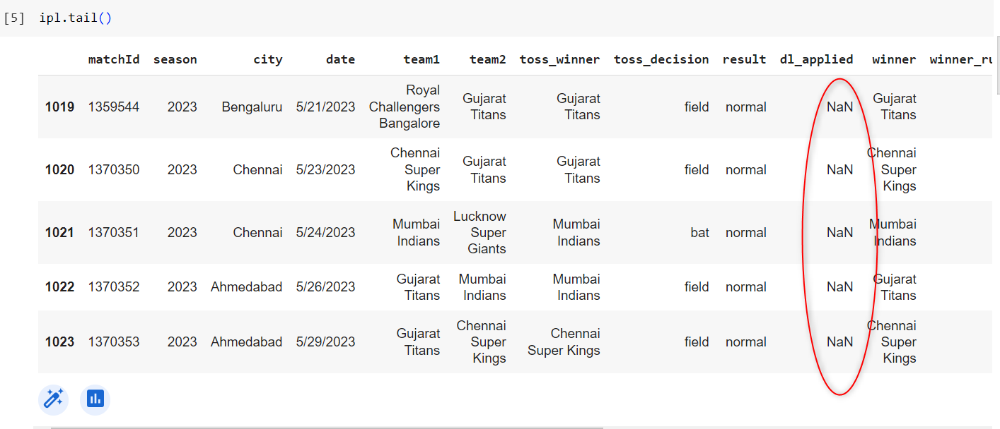 [5] ipl.tail()
matchId season city date team1 team2 toss_winner toss_decision result dl_applied winner winner_ru
1019 1359544 2023 Bengaluru 5/21/2023 Royal Challengers Bangalore Gujarat Titans Gujarat Titans field normal NaN Gujarat Titans
1020 1370350 2023 Chennai 5/23/2023 Chennai Super Kings Gujarat Titans Gujarat Titans field normal NaN Chennai Super Kings
1021 1370351 2023 Chennai 5/24/2023 Mumbai Indians Lucknow Super Giants Mumbai Indians bat normal NaN Mumbai Indians
1022 1370352 2023 Ahmedabad 5/26/2023 Gujarat Titans Mumbai Indians Mumbai Indians field normal NaN Gujarat Titans
1023 1370353 2023 Ahmedabad 5/29/2023 Gujarat Titans Chennai Super Kings Chennai Super Kings field normal NaN Chennai Super Kings